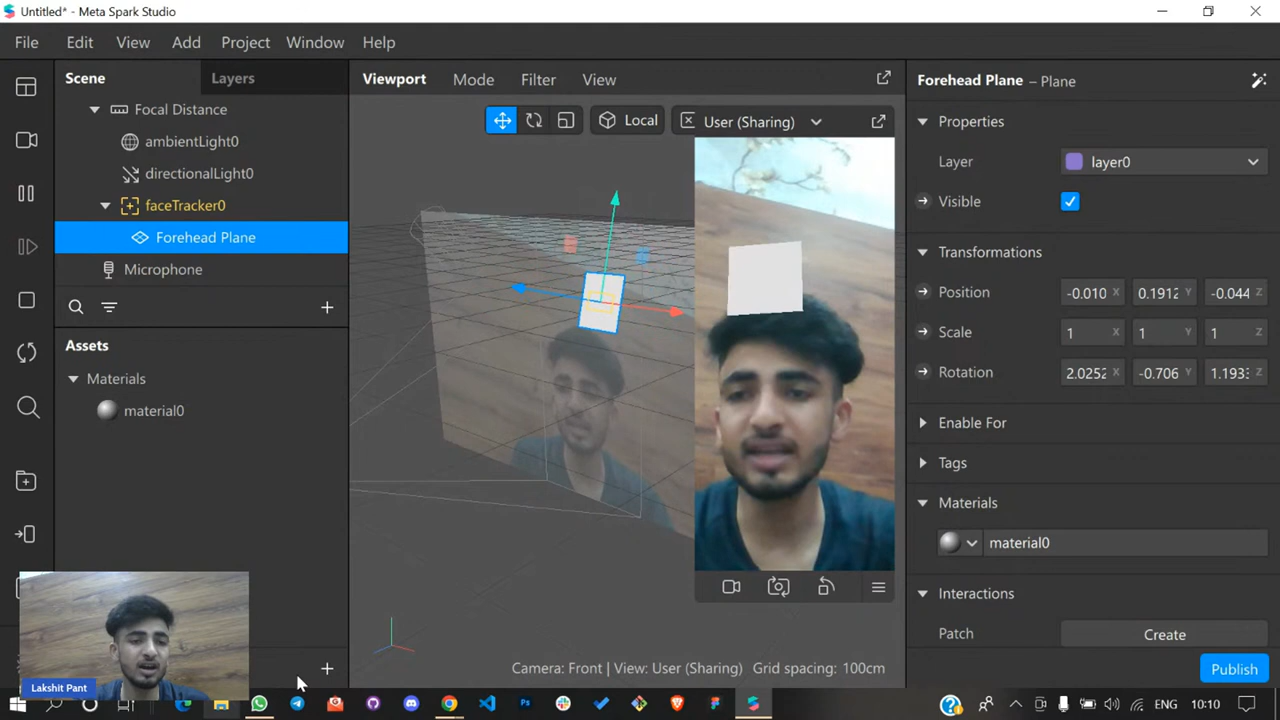 Untitled* - Meta Spark Studio
File Edit View Add Project Window Help
Scene Layers
Focal Distance
ambientLight0
directionalLight0
faceTracker0
Forehead Plane
Microphone
Assets
Materials
material0
Viewport Mode Filter View
Local
User (Sharing)
Camera: Front | View: User (Sharing) Grid spacing: 100cm
Forehead Plane – Plane
Properties
Layer layer0
Visible
Transformations
Position -0.010 X 0.1912 Y -0.044 Z
Scale 1 X 1 Y 1 Z
Rotation 2.0252 X -0.706 Y 1.1933 Z
Enable For
Tags
Materials
material0
Interactions
Patch Create
Publish
Lakshit Pant
Ps
ENG 10:10